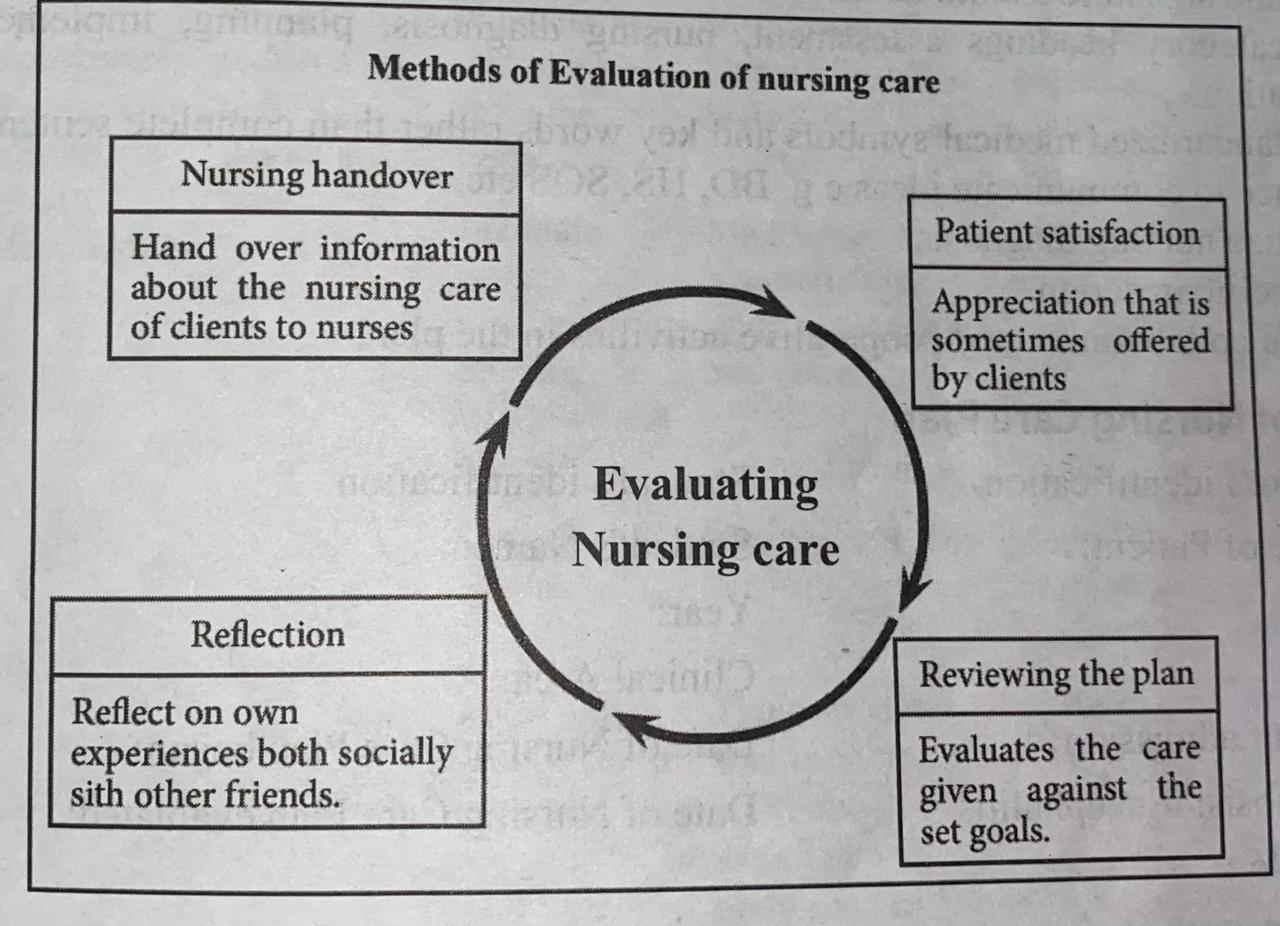 Methods of Evaluation of nursing care
Nursing handover
Hand over information
about the nursing care
of clients to nurses
Patient satisfaction
Appreciation that is
sometimes offered
by clients
Evaluating
Nursing care
Reflection
Reflect on own
experiences both socially
sith other friends.
Reviewing the plan
Evaluates the care
given against the
set goals.